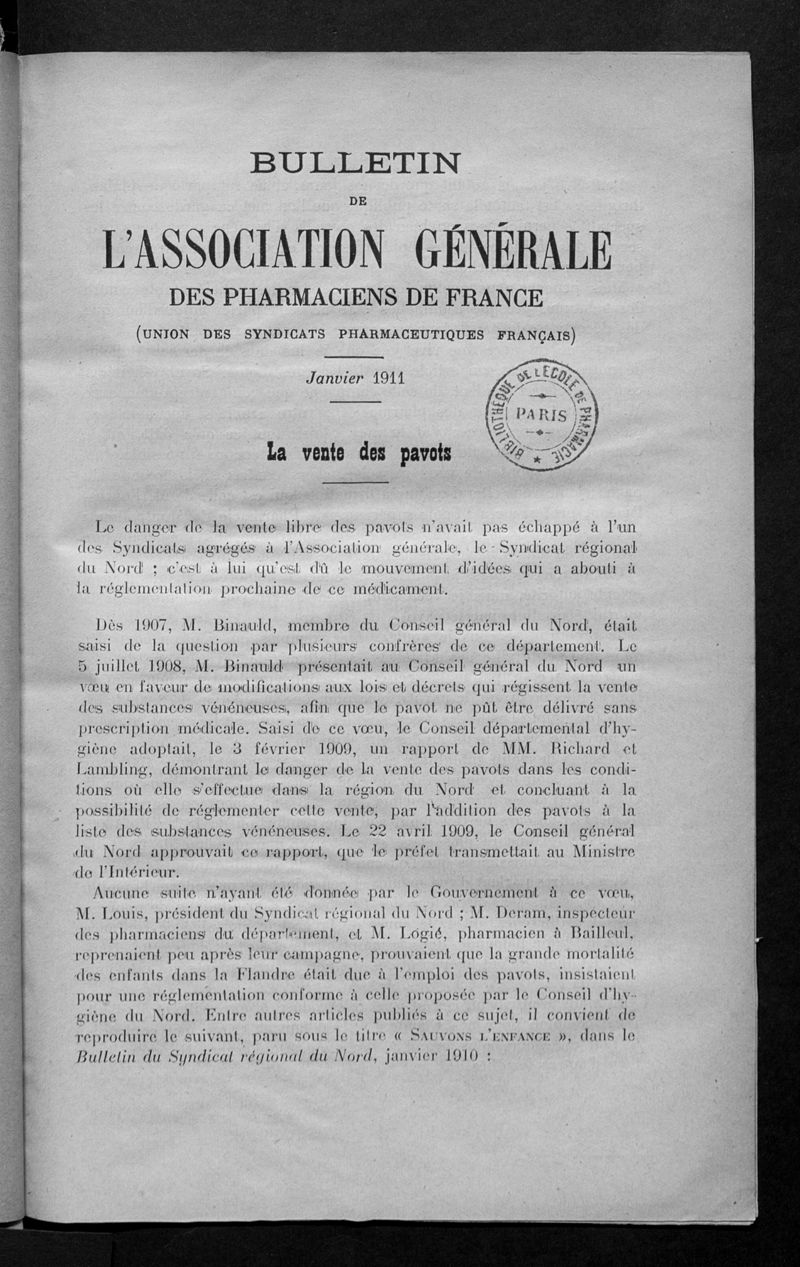 BULLETIN
DE
L'ASSOCIATION GÉNÉRALE
DES PHARMACIENS DE FRANCE
(UNION DES SYNDICATS PHARMACEUTIQUES FRANÇAIS)
Janvier 1911
BIBLIOTHÈQUE DE L'ÉCOLE DE PHARMACIE
PARIS
La vente des pavots
Le danger de la vente libre des pavots n'avait pas échappé à l'un
des Syndicats agrégés à l'Association générale, le Syndicat régional
du Nord ; c'est à lui qu'est dû le mouvement d'idées qui a abouti à
la réglementation prochaine de ce médicament.
Dès 1907, M. Binauld, membre du Conseil général du Nord, était
saisi de la question par plusieurs confrères de ce département. Le
5 juillet 1908, M. Binauld présentait au Conseil général du Nord un
vœu en faveur de modifications aux lois et décrets qui régissent la vente
des substances vénéneuses, afin que le pavot ne pût être délivré sans
prescription médicale. Saisi de ce vœu, le Conseil départemental d'hy-
giène adoptait, le 3 février 1909, un rapport de MM. Richard et
Lambling, démontrant le danger de la vente des pavots dans les condi-
tions où elle s'effectue dans la région du Nord et concluant à la
possibilité de réglementer cette vente, par l'addition des pavots à la
liste des substances vénéneuses. Le 22 avril 1909, le Conseil général
du Nord approuvait ce rapport, que le préfet transmettait au Ministre
de l'Intérieur.
Aucune suite n'ayant été donnée par le Gouvernement à ce vœu,
M. Louis, président du Syndicat régional du Nord ; M. Deram, inspecteur
des pharmaciens du département, et M. Logié, pharmacien à Bailleul,
reprenaient peu après leur campagne, prouvaient que la grande mortalité
des enfants dans la Flandre était due à l'emploi des pavots, insistaient
pour une réglementation conforme à celle proposée par le Conseil d'hy-
giène du Nord. Entre autres articles publiés à ce sujet, il convient de
reproduire le suivant, paru sous le titre « SAUVONS L'ENFANCE », dans le
Bulletin du Syndicat régional du Nord, janvier 1910 :